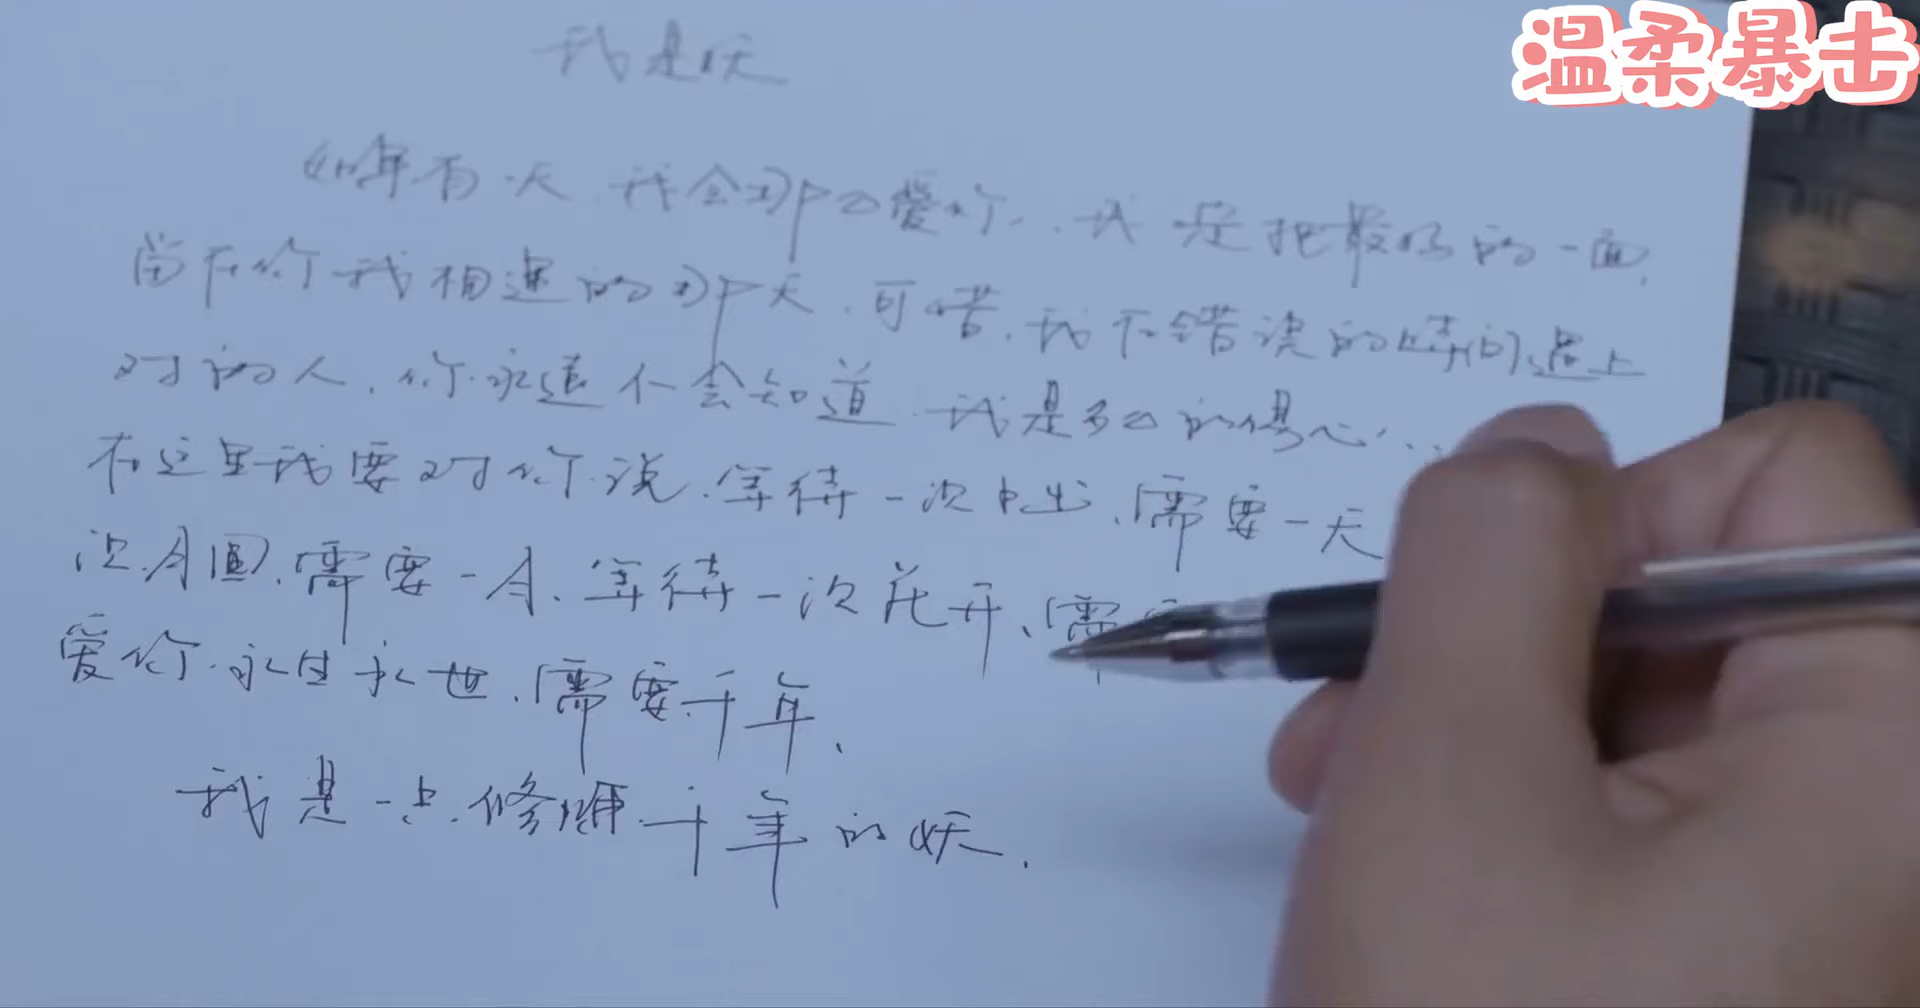 温柔暴击
我是妖
如果有一天我会那么爱你..我是把最好的一面,
留在你我相遇的那天.可惜.我在错误的时间遇上
对的人.你永远不会知道我是多么的伤心...
在这里我要对你说.等待一次日出.需要一天
次月圆.需要一月.等待一次花开.需
爱你.永生永世.需要千年.
我是一只修炼千年的妖.